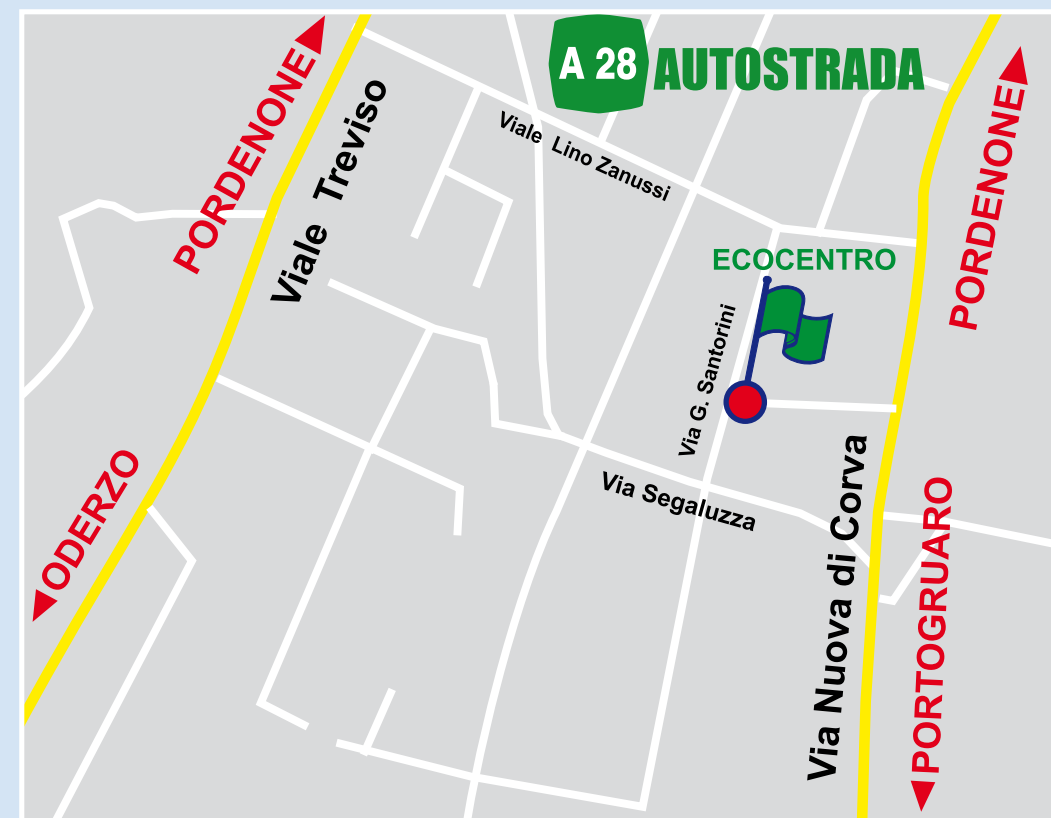 A 28 AUTOSTRADA
PORDENONE
Viale Treviso
Viale Lino Zanussi
PORDENONE
ECOCENTRO
Via G. Santorini
ODERZO
Via Segaluzza
Via Nuova di Corva
PORTOGRUARO